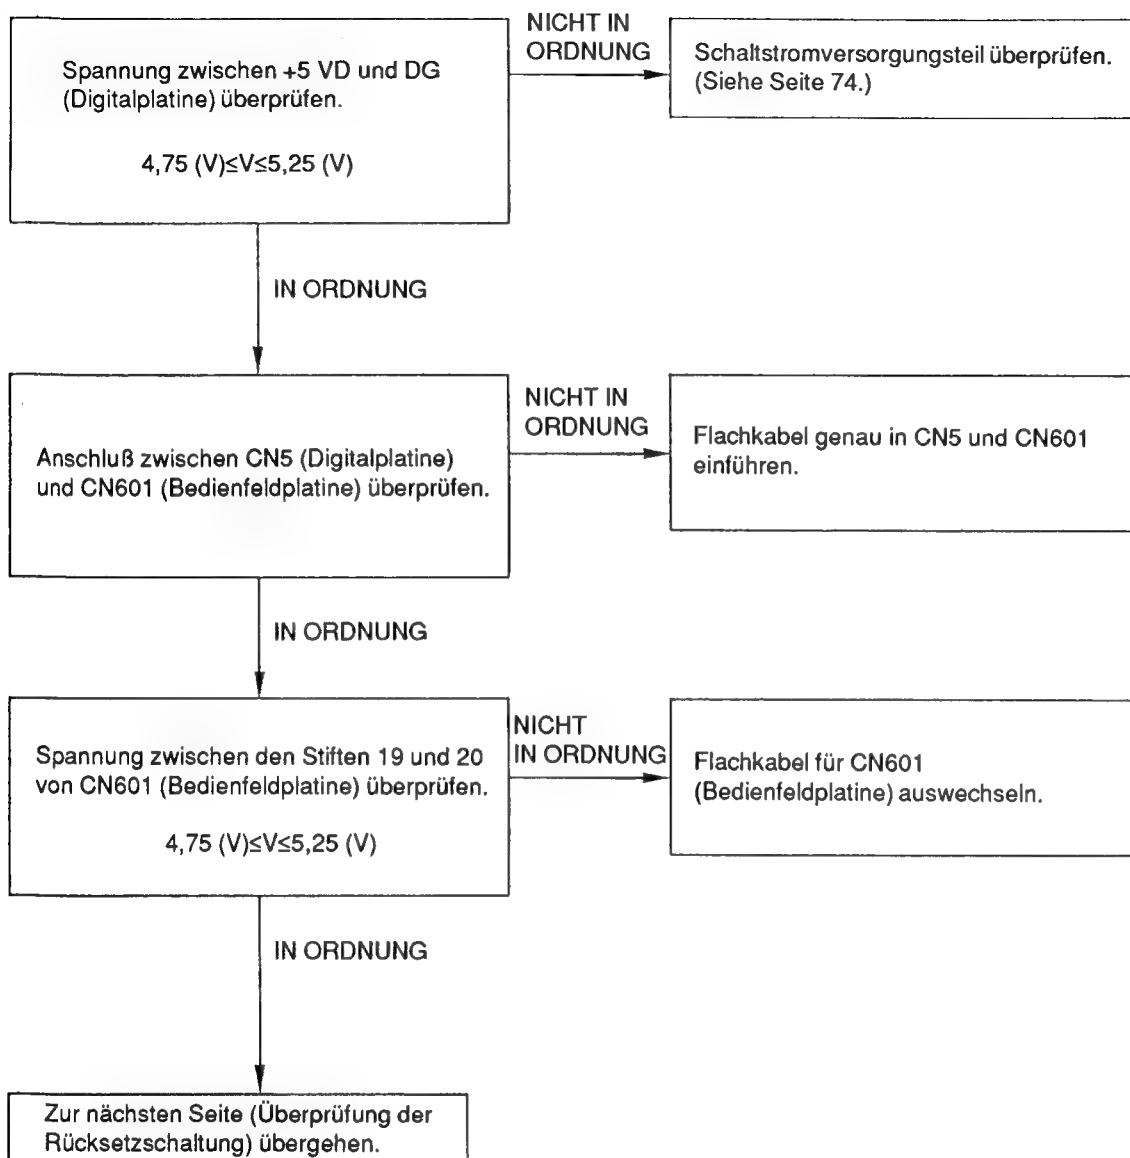 Spannung zwischen +5 VD und DG
(Digitalplatine) überprüfen.
4,75 (V)≤V≤5,25 (V)
NICHT IN
ORDNUNG
Schaltstromversorgungsteil überprüfen.
(Siehe Seite 74.)
IN ORDNUNG
Anschluß zwischen CN5 (Digitalplatine)
und CN601 (Bedienfeldplatine) überprüfen.
NICHT IN
ORDNUNG
Flachkabel genau in CN5 und CN601
einführen.
IN ORDNUNG
Spannung zwischen den Stiften 19 und 20
von CN601 (Bedienfeldplatine) überprüfen.
4,75 (V)≤V≤5,25 (V)
NICHT
IN ORDNUNG
Flachkabel für CN601
(Bedienfeldplatine) auswechseln.
IN ORDNUNG
Zur nächsten Seite (Überprüfung der
Rücksetzschaltung) übergehen.